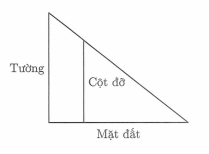 Tường
Cột đỡ
Mặt đất